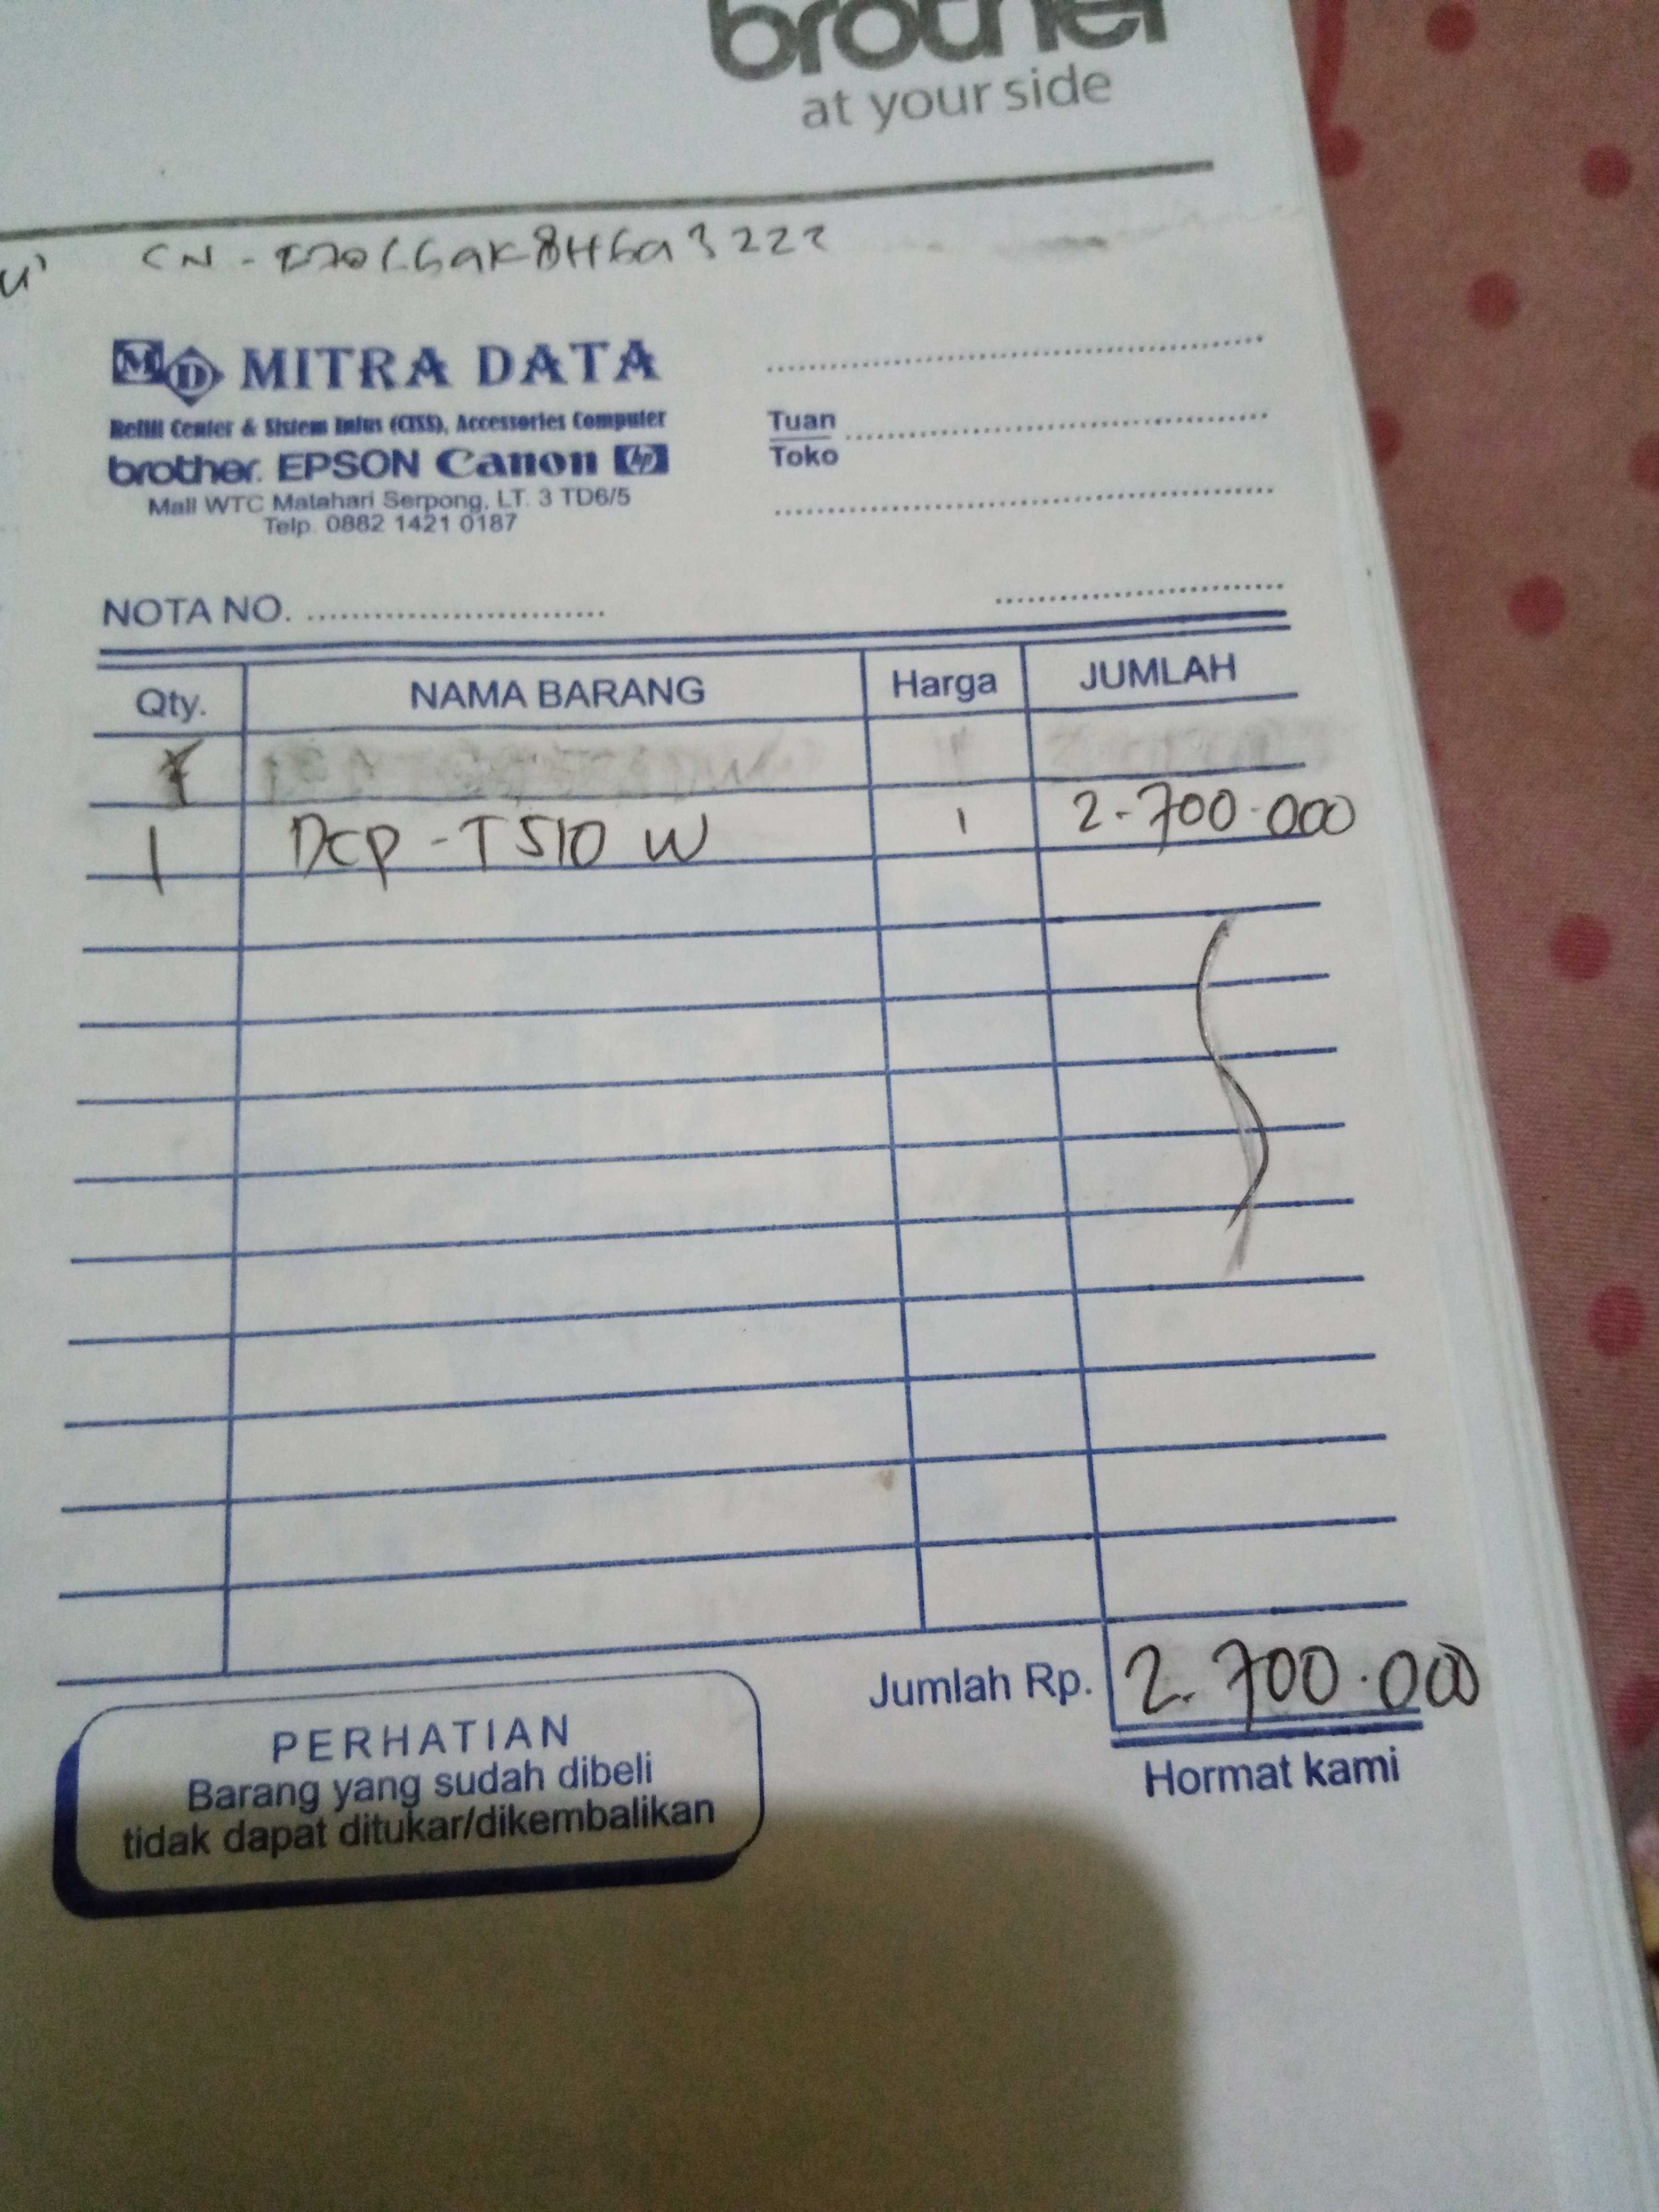 brother
at your side
MD MITRA DATA
Refill Center & Sistem Infus (CISS), Accessories Computer
brother. EPSON Canon hp
Mall WTC Matahari Serpong, LT. 3 TD6/5
Telp. 0882 1421 0187
Tuan
Toko
NOTA NO.
Qty. NAMA BARANG Harga JUMLAH
1 DCP-T510 W 1 2.700.000
Jumlah Rp. 2.700.000
Hormat kami
PERHATIAN
Barang yang sudah dibeli
tidak dapat ditukar/dikembalikan